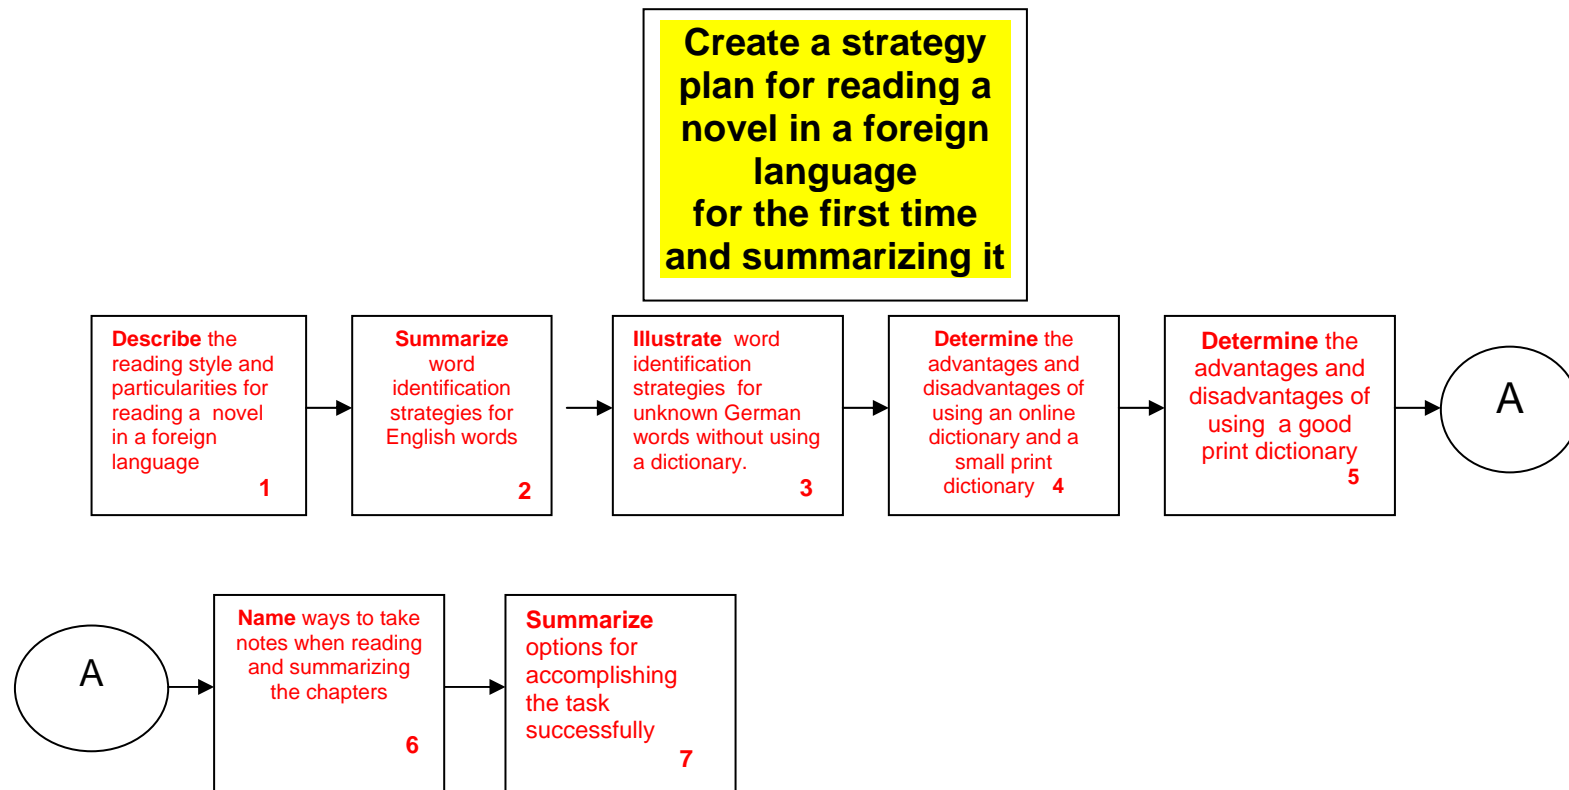 Create a strategy
plan for reading a
novel in a foreign
language
for the first time
and summarizing it
Describe the
reading style and
particularities for
reading a novel
in a foreign
language
1
Summarize
word
identification
strategies for
English words
2
Illustrate word
identification
strategies for
unknown German
words without using
a dictionary.
3
Determine the
advantages and
disadvantages of
using an online
dictionary and a
small print
dictionary 4
Determine the
advantages and
disadvantages of
using a good
print dictionary
5
A
A
Name ways to take
notes when reading
and summarizing
the chapters
6
Summarize
options for
accomplishing
the task
successfully
7